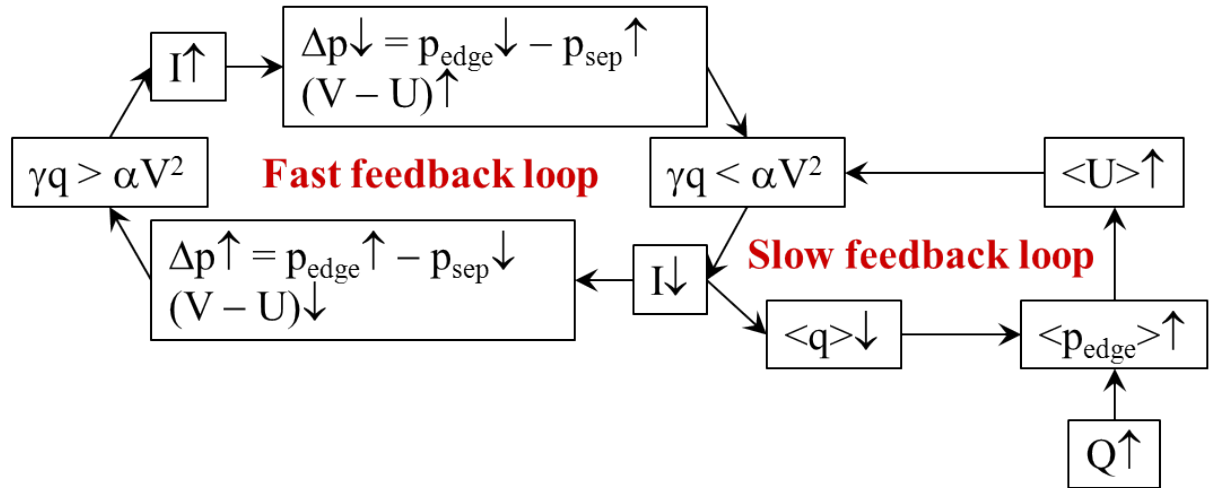 I↑
Δp↓ = p_edge↓ – p_sep↑
(V – U)↑
γq > αV²
Fast feedback loop
γq < αV²
<U>↑
Δp↑ = p_edge↑ – p_sep↓
(V – U)↓
I↓
Slow feedback loop
<q>↓
<p_edge>↑
Q↑